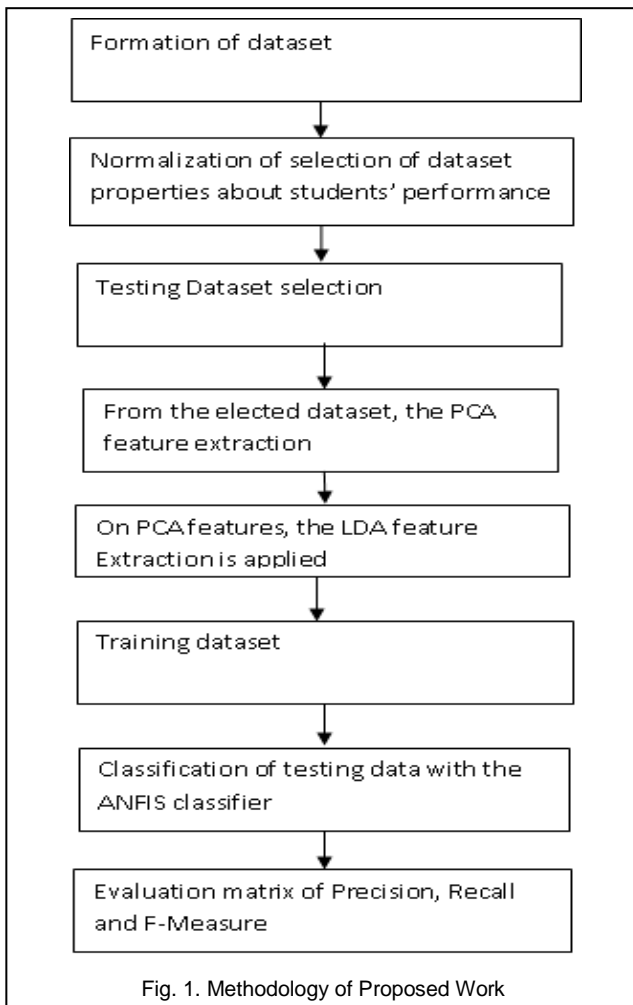 Formation of dataset
Normalization of selection of dataset
properties about students' performance
Testing Dataset selection
From the elected dataset, the PCA
feature extraction
On PCA features, the LDA feature
Extraction is applied
Training dataset
Classification of testing data with the
ANFIS classifier
Evaluation matrix of Precision, Recall
and F-Measure
Fig. 1. Methodology of Proposed Work